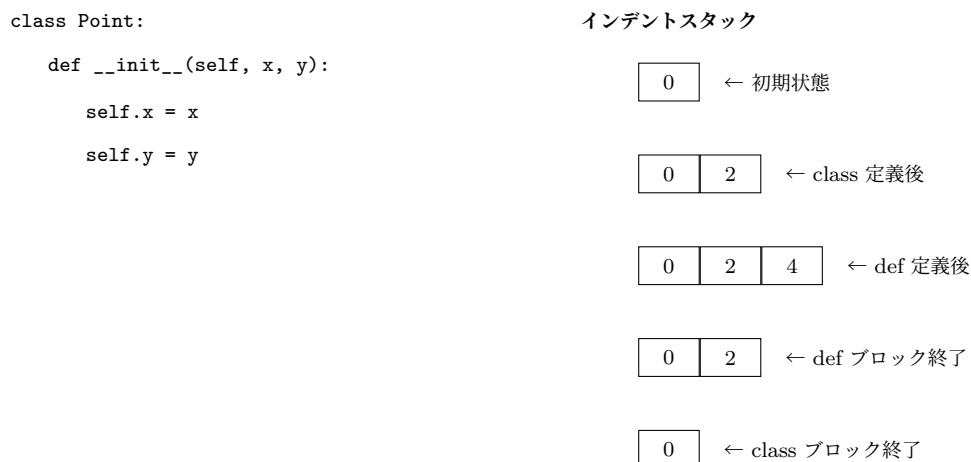 class Point:
def __init__(self, x, y):
self.x = x
self.y = y
インデントスタック
0 ← 初期状態
0 2 ← class 定義後
0 2 4 ← def 定義後
0 2 ← def ブロック終了
0 ← class ブロック終了